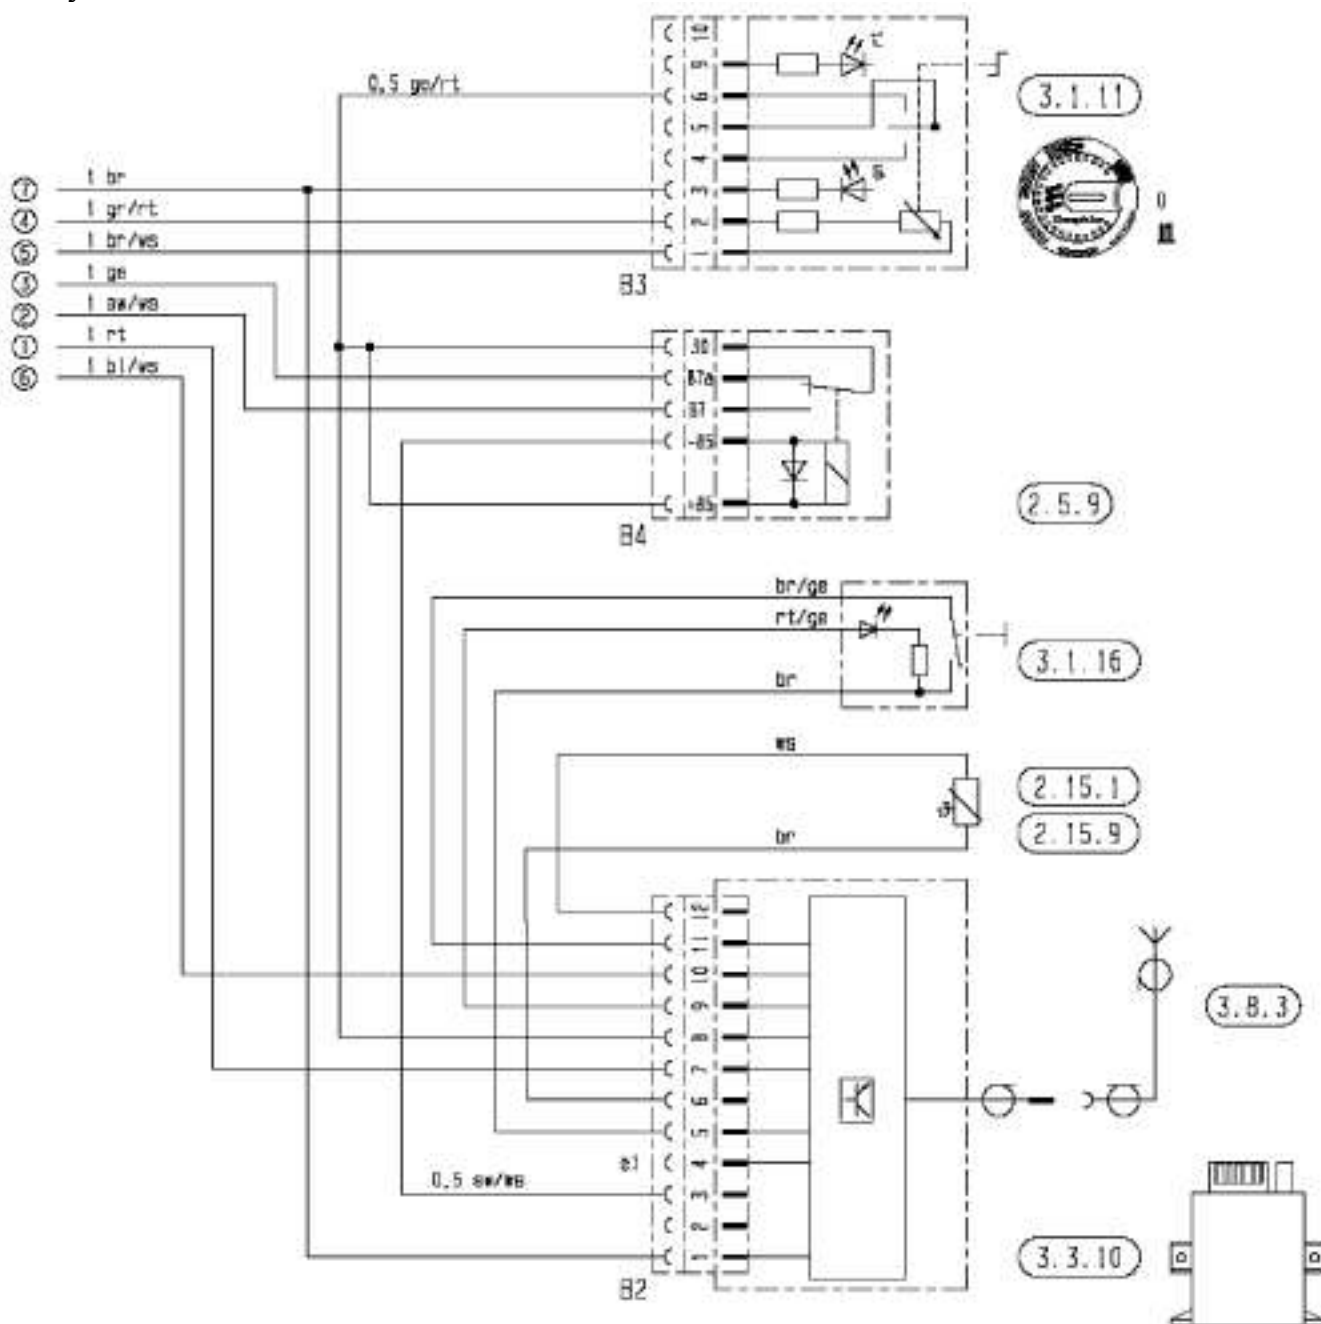 10
9
0,5 ge/rt
6
3.1.11
5
4
1 br
⑦
3
1 gr/rt
④
2
0
1 br/ws
⑤
1
1 ge
③
B3
1 sw/ws
②
1 rt
①
30
1 bl/ws
⑥
87a
87
-85
2.5.9
+85
B4
br/ge
rt/ge
3.1.16
br
ws
2.15.1
2.15.9
br
12
11
10
9
3.8.3
8
7
6
5
e1
4
0,5 sw/ws
3
2
3.3.10
1
B2